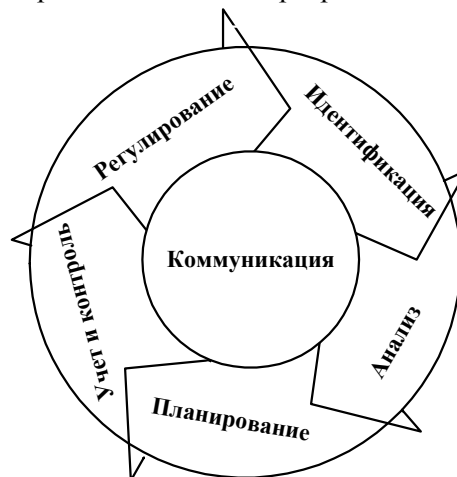 Регулирование
Идентификация
Анализ
Планирование
Учет и контроль
Коммуникация